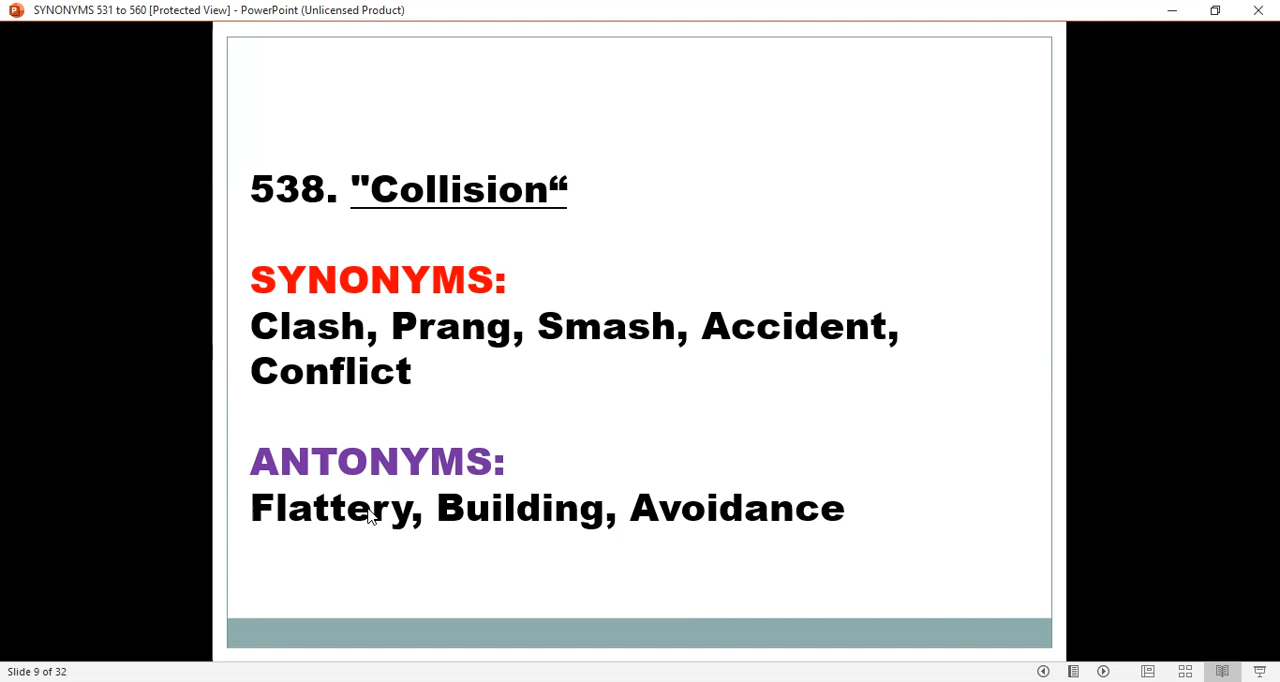 SYNONYMS 531 to 560 [Protected View] - PowerPoint (Unlicensed Product)
538. "Collision“
SYNONYMS:
Clash, Prang, Smash, Accident,
Conflict
ANTONYMS:
Flattery, Building, Avoidance
Slide 9 of 32